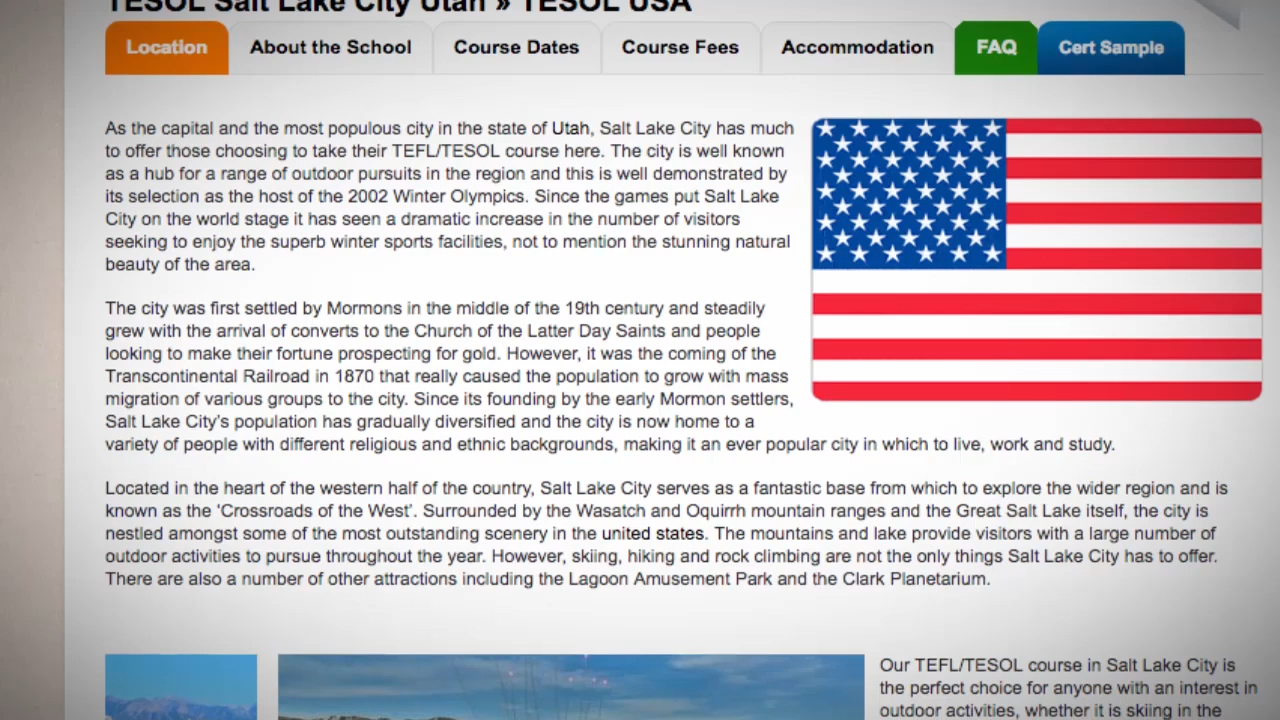 TESOL Salt Lake City Utah » TESOL USA
Location About the School Course Dates Course Fees Accommodation FAQ Cert Sample
As the capital and the most populous city in the state of Utah, Salt Lake City has much
to offer those choosing to take their TEFL/TESOL course here. The city is well known
as a hub for a range of outdoor pursuits in the region and this is well demonstrated by
its selection as the host of the 2002 Winter Olympics. Since the games put Salt Lake
City on the world stage it has seen a dramatic increase in the number of visitors
seeking to enjoy the superb winter sports facilities, not to mention the stunning natural
beauty of the area.
The city was first settled by Mormons in the middle of the 19th century and steadily
grew with the arrival of converts to the Church of the Latter Day Saints and people
looking to make their fortune prospecting for gold. However, it was the coming of the
Transcontinental Railroad in 1870 that really caused the population to grow with mass
migration of various groups to the city. Since its founding by the early Mormon settlers,
Salt Lake City's population has gradually diversified and the city is now home to a
variety of people with different religious and ethnic backgrounds, making it an ever popular city in which to live, work and study.
Located in the heart of the western half of the country, Salt Lake City serves as a fantastic base from which to explore the wider region and is
known as the 'Crossroads of the West'. Surrounded by the Wasatch and Oquirrh mountain ranges and the Great Salt Lake itself, the city is
nestled amongst some of the most outstanding scenery in the united states. The mountains and lake provide visitors with a large number of
outdoor activities to pursue throughout the year. However, skiing, hiking and rock climbing are not the only things Salt Lake City has to offer.
There are also a number of other attractions including the Lagoon Amusement Park and the Clark Planetarium.
Our TEFL/TESOL course in Salt Lake City is
the perfect choice for anyone with an interest in
outdoor activities, whether it is skiing in the